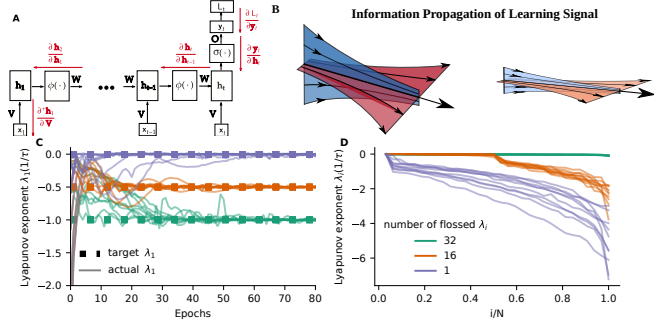 A
L_t
∂ L_t
∂ y_t
y_t
O
∂ y_t
∂ h_t
σ(·)
∂ h_2
∂ h_1
∂ h_t
∂ h_{t-1}
h_1
ϕ(·)
W
W
h_{t-1}
ϕ(·)
W
h_t
V
∂⁺h_1
∂ V
V
V
x_1
x_{t-1}
x_t
B
Information Propagation of Learning Signal
C
Lyapunov exponent λ_1(1/τ)
0.0
−0.5
−1.0
−1.5
−2.0
target λ_1
actual λ_1
0 10 20 30 40 50 60 70 80
Epochs
D
Lyapunov exponent λ_i(1/τ)
0
−2
−4
−6
number of flossed λ_i
32
16
1
0.0 0.2 0.4 0.6 0.8 1.0
i/N